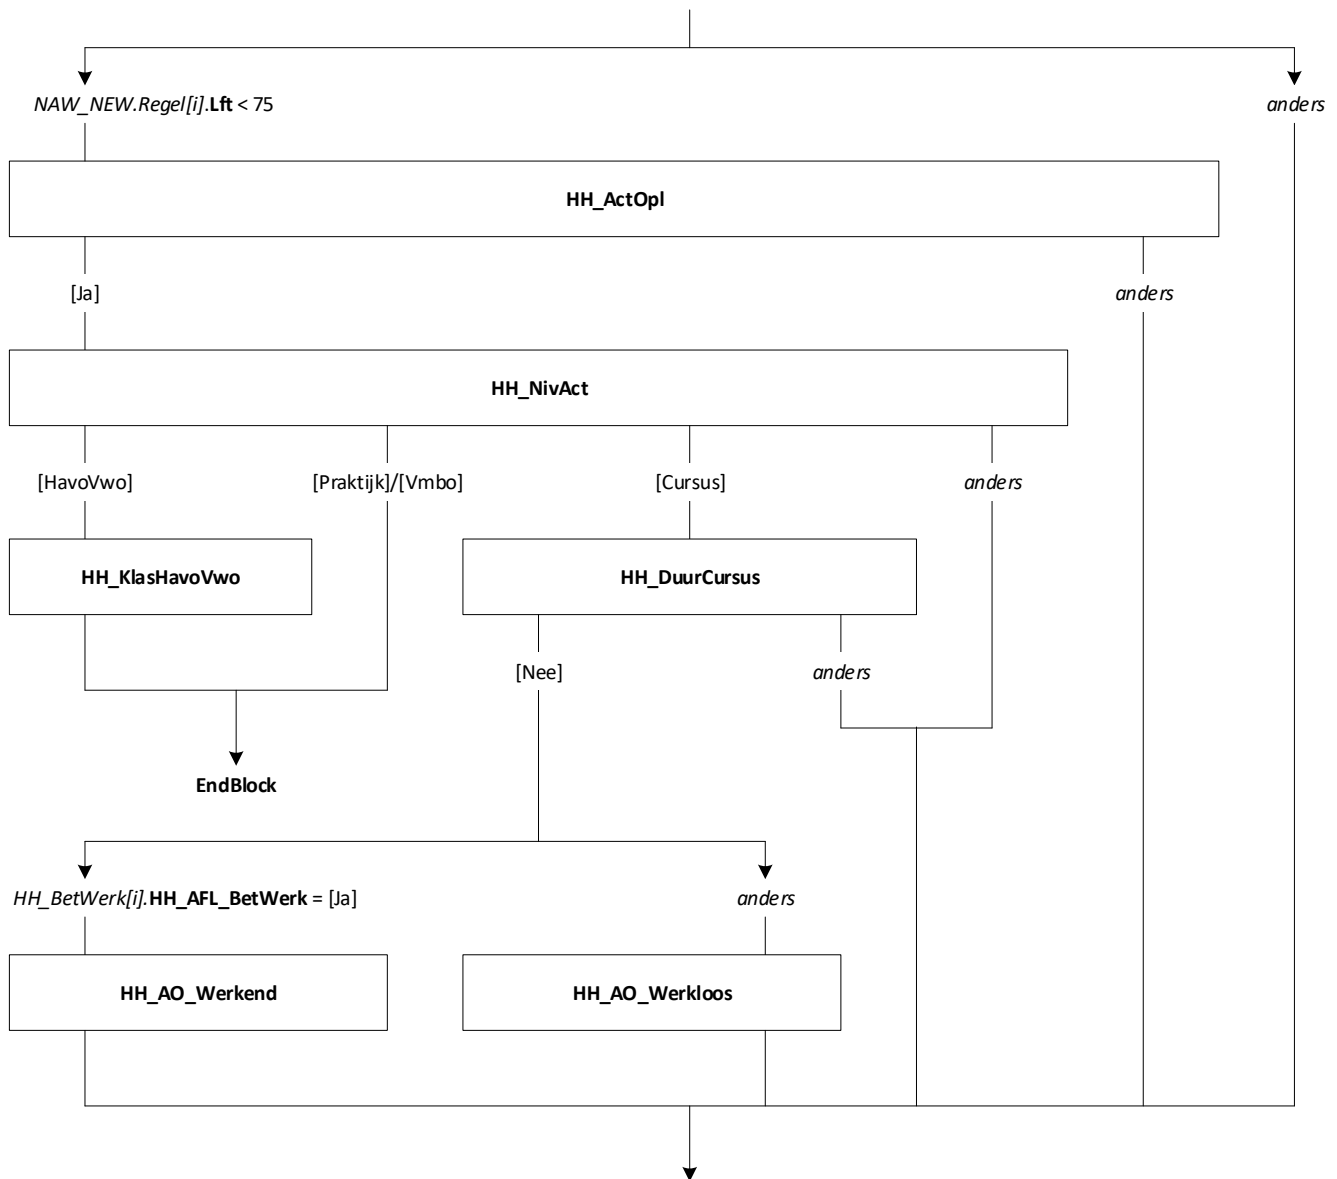 NAW_NEW.Regel[i].Lft < 75
anders
HH_ActOpl
[Ja]
anders
HH_NivAct
[HavoVwo]
[Praktijk]/[Vmbo]
[Cursus]
anders
HH_KlasHavoVwo
HH_DuurCursus
[Nee]
anders
EndBlock
HH_BetWerk[i].HH_AFL_BetWerk = [Ja]
anders
HH_AO_Werkend
HH_AO_Werkloos